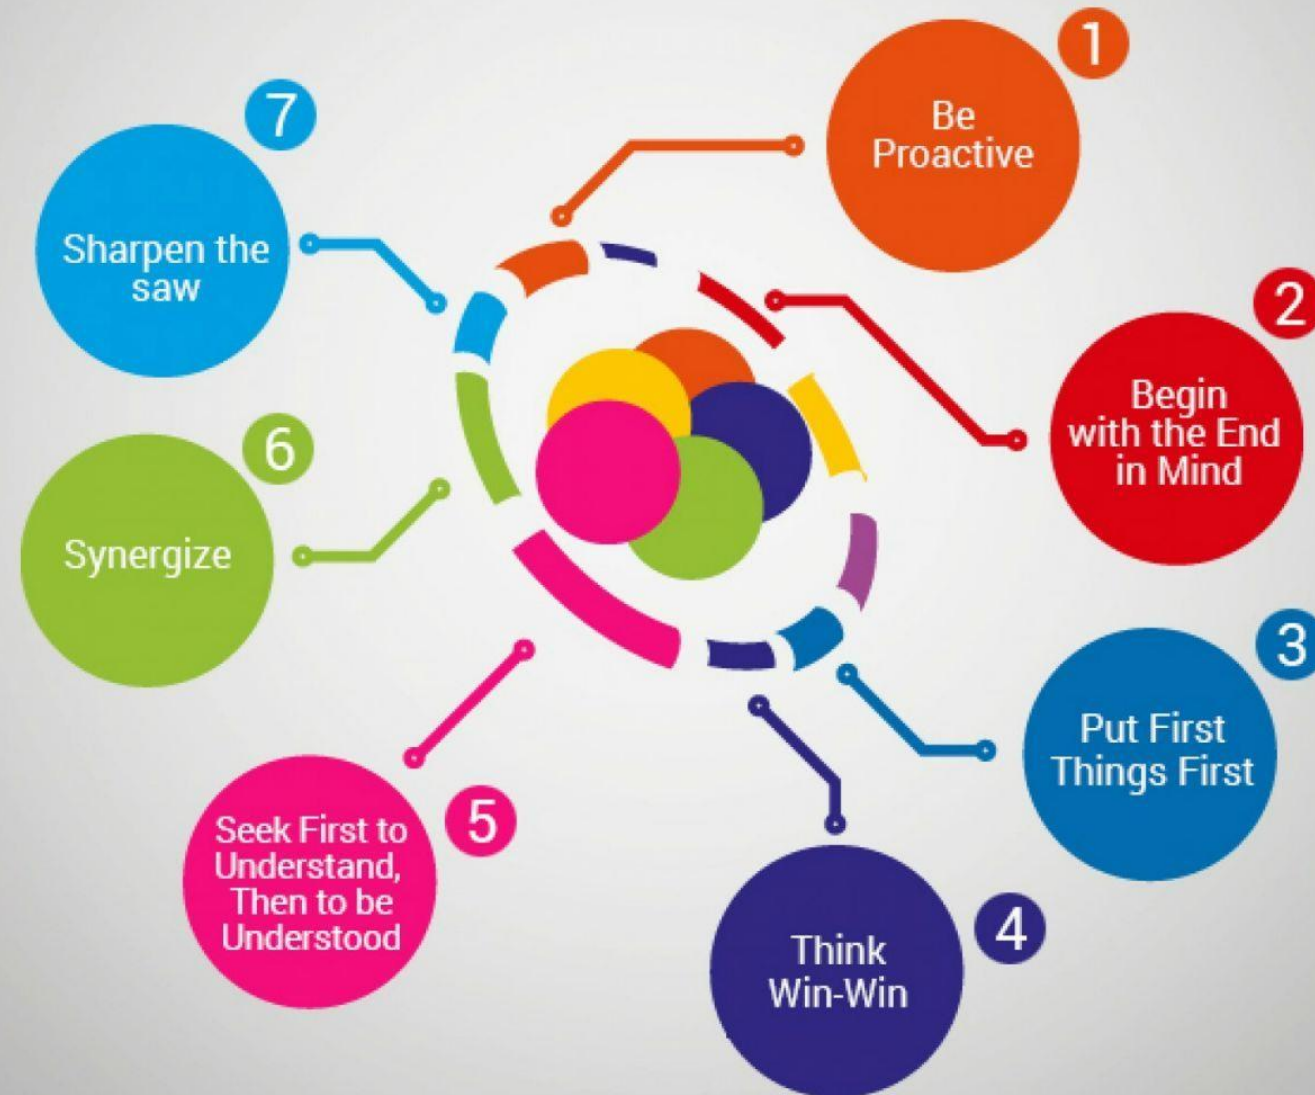 1
Be
Proactive
2
Begin
with the End
in Mind
3
Put First
Things First
4
Think
Win-Win
5
Seek First to
Understand,
Then to be
Understood
6
Synergize
7
Sharpen the
saw